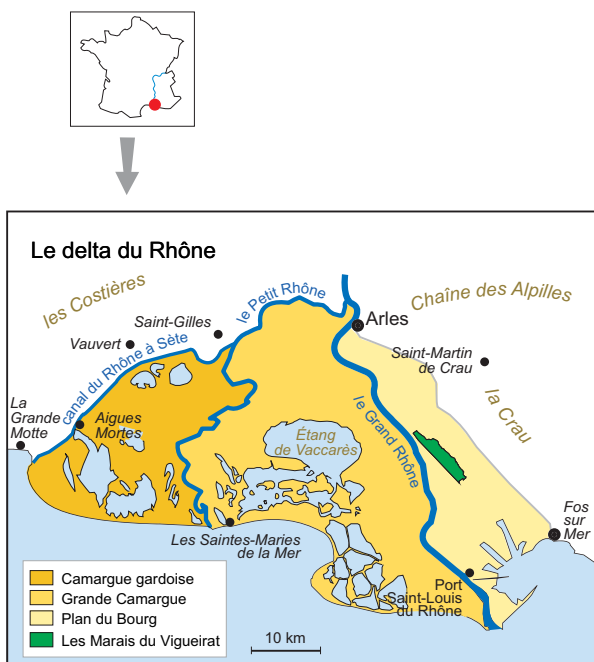 Le delta du Rhône
les Costières
le Petit Rhône
Chaîne des Alpilles
Saint-Gilles
Arles
Vauvert
canal du Rhône à Sète
Saint-Martin
de Crau
La
Grande
Motte
Aigues
Mortes
la Crau
le Grand Rhône
Étang
de Vaccarès
Fos
sur
Mer
Les Saintes-Maries
de la Mer
Port
Saint-Louis
du Rhône
Camargue gardoise
Grande Camargue
Plan du Bourg
Les Marais du Vigueirat
10 km